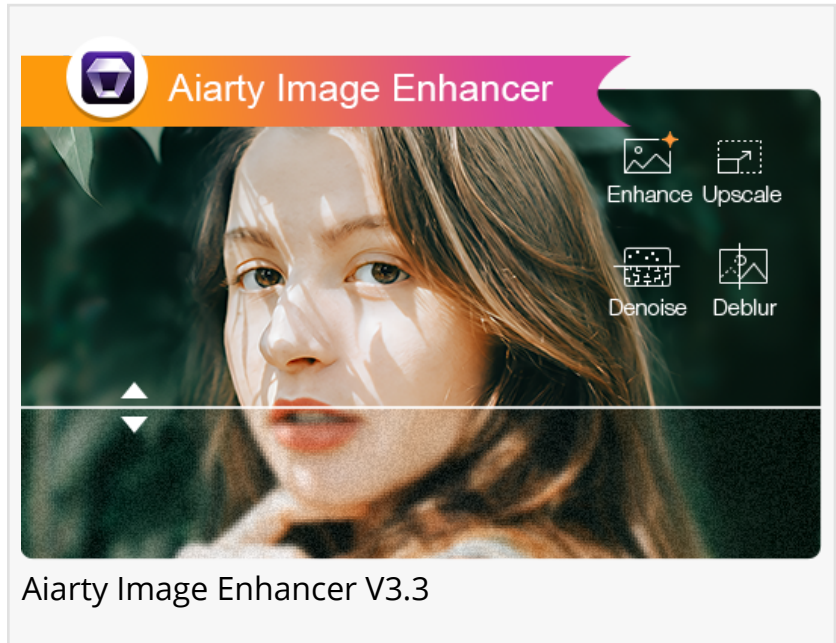 Aiarty Image Enhancer
Enhance Upscale
Denoise Deblur
Aiarty Image Enhancer V3.3